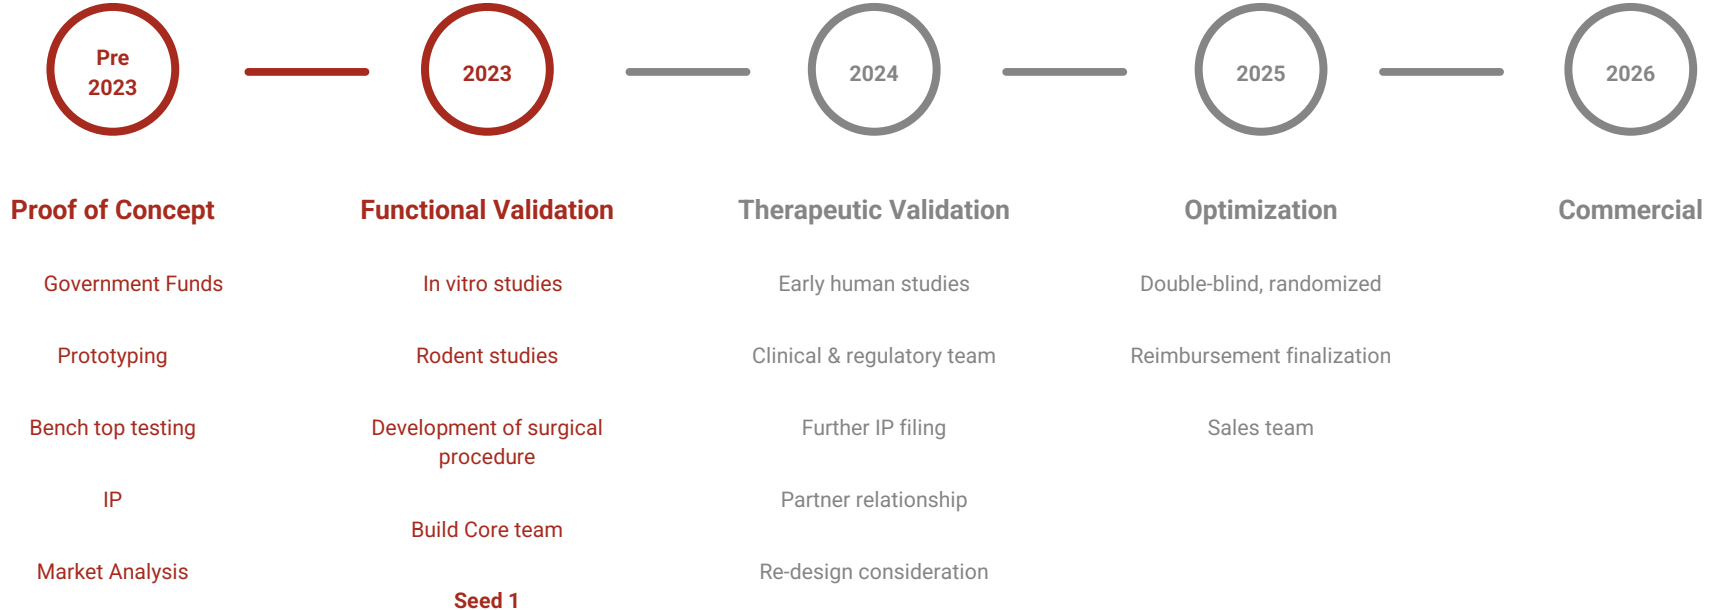 Pre
2023
2023
2024
2025
2026
Proof of Concept
Functional Validation
Therapeutic Validation
Optimization
Commercial
Government Funds
Prototyping
Bench top testing
IP
Market Analysis
In vitro studies
Rodent studies
Development of surgical
procedure
Build Core team
Seed 1
Early human studies
Clinical & regulatory team
Further IP filing
Partner relationship
Re-design consideration
Double-blind, randomized
Reimbursement finalization
Sales team